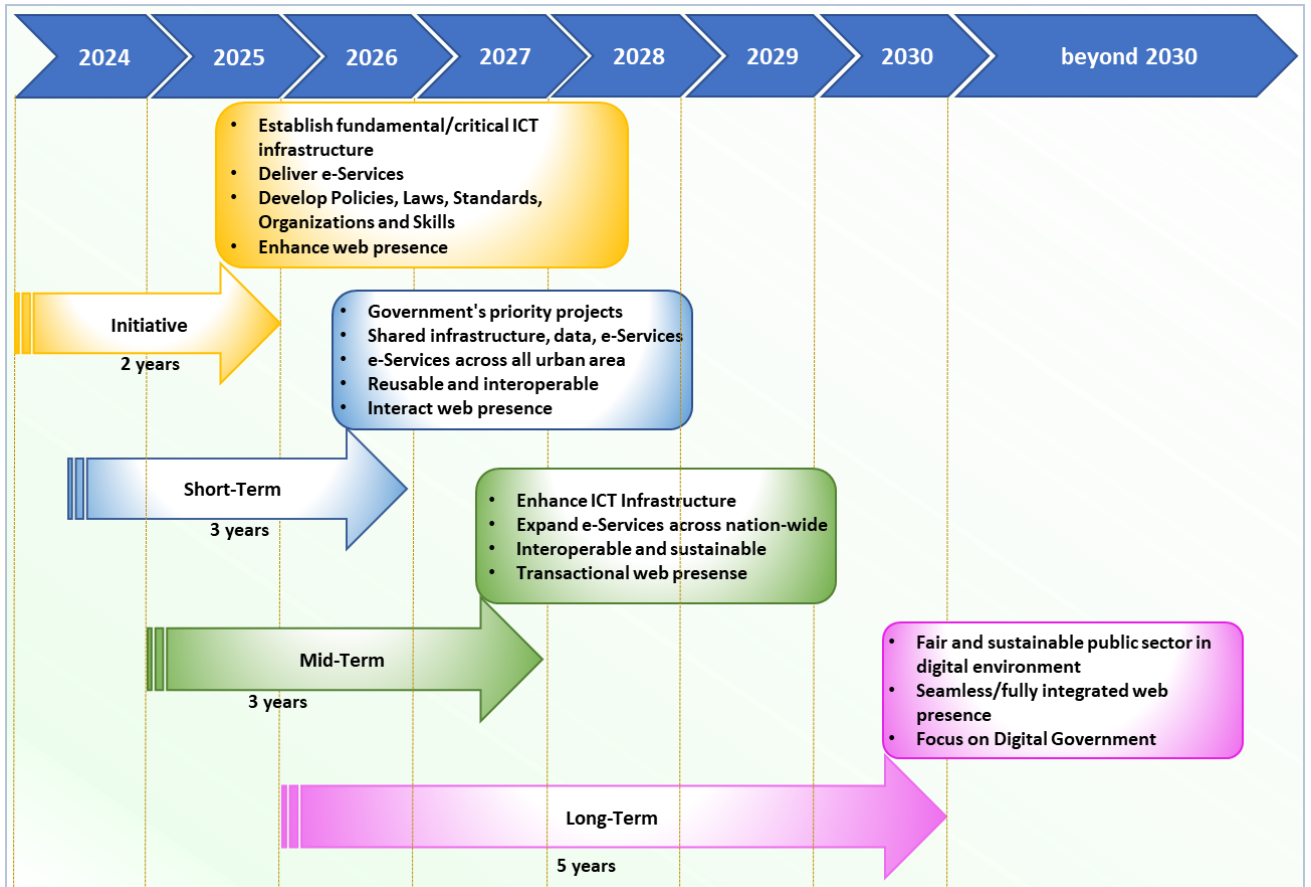 2024 2025 2026 2027 2028 2029 2030 beyond 2030
• Establish fundamental/critical ICT
infrastructure
• Deliver e-Services
• Develop Policies, Laws, Standards,
Organizations and Skills
• Enhance web presence
Initiative
2 years
• Government's priority projects
• Shared infrastructure, data, e-Services
• e-Services across all urban area
• Reusable and interoperable
• Interact web presence
Short-Term
3 years
• Enhance ICT Infrastructure
• Expand e-Services across nation-wide
• Interoperable and sustainable
• Transactional web presense
Mid-Term
3 years
• Fair and sustainable public sector in
digital environment
• Seamless/fully integrated web
presence
• Focus on Digital Government
Long-Term
5 years